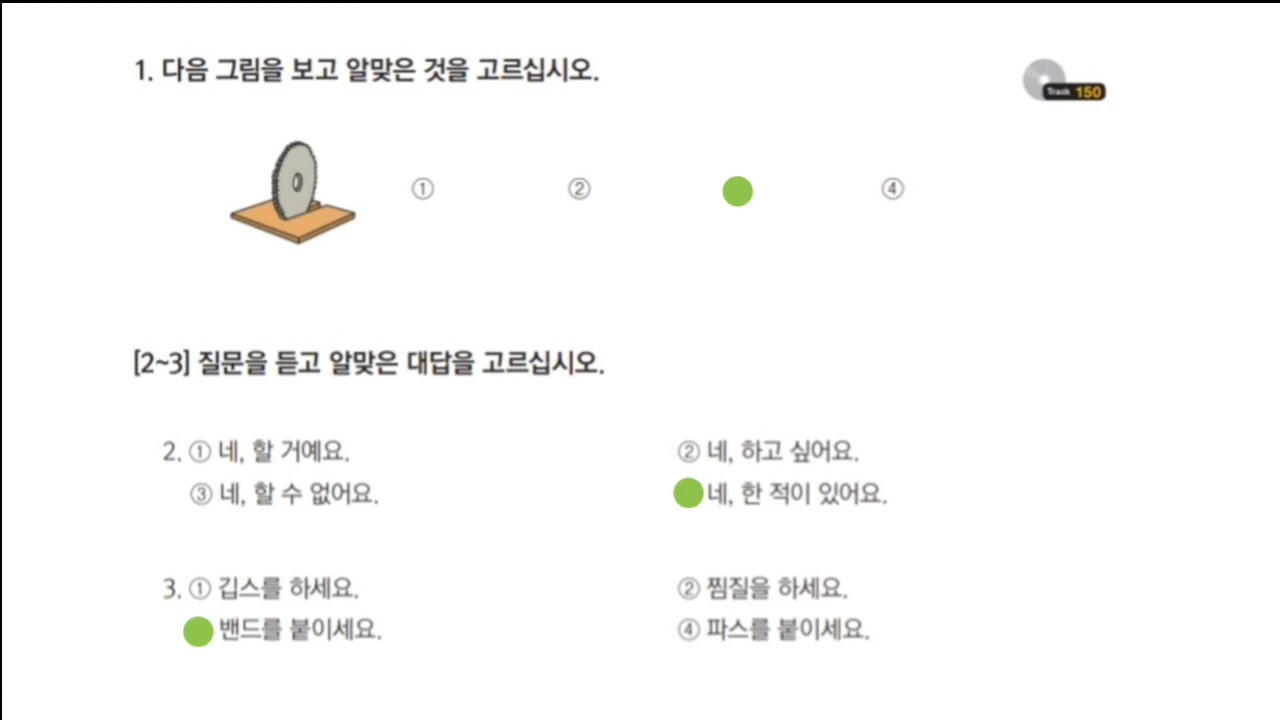 1. 다음 그림을 보고 알맞은 것을 고르십시오.
Track 150
① ② ④
[2~3] 질문을 듣고 알맞은 대답을 고르십시오.
2. ① 네, 할 거예요. ② 네, 하고 싶어요.
③ 네, 할 수 없어요. 네, 한 적이 있어요.
3. ① 깁스를 하세요. ② 찜질을 하세요.
밴드를 붙이세요. ④ 파스를 붙이세요.